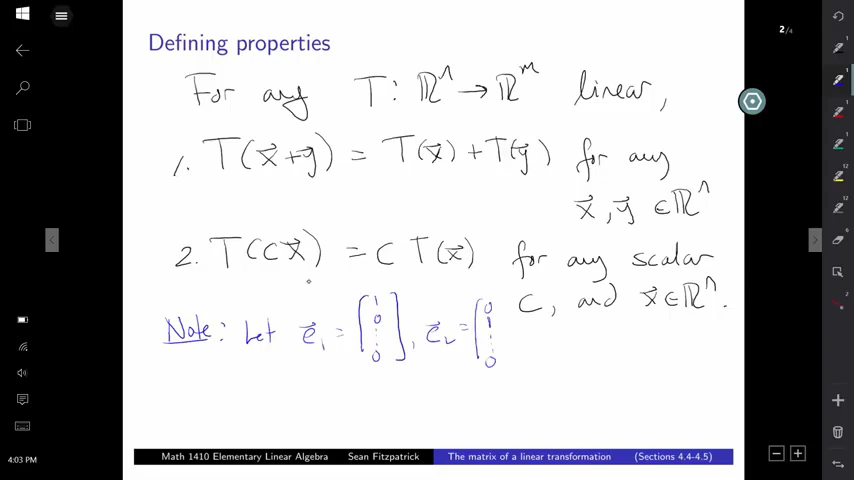 2/4
Defining properties
For any T: ℝⁿ → ℝᵐ linear,
1. T(x⃗+y⃗) = T(x⃗) + T(y⃗) for any
x⃗, y⃗ ∈ ℝⁿ
2. T(cx⃗) = c T(x⃗) for any scalar
c, and x⃗ ∈ ℝⁿ.
Note: Let e⃗₁ = [1 0 ⋮ 0], e⃗₂ = [0 1 ⋮ 0
Math 1410 Elementary Linear Algebra Sean Fitzpatrick The matrix of a linear transformation (Sections 4.4-4.5)
4:03 PM